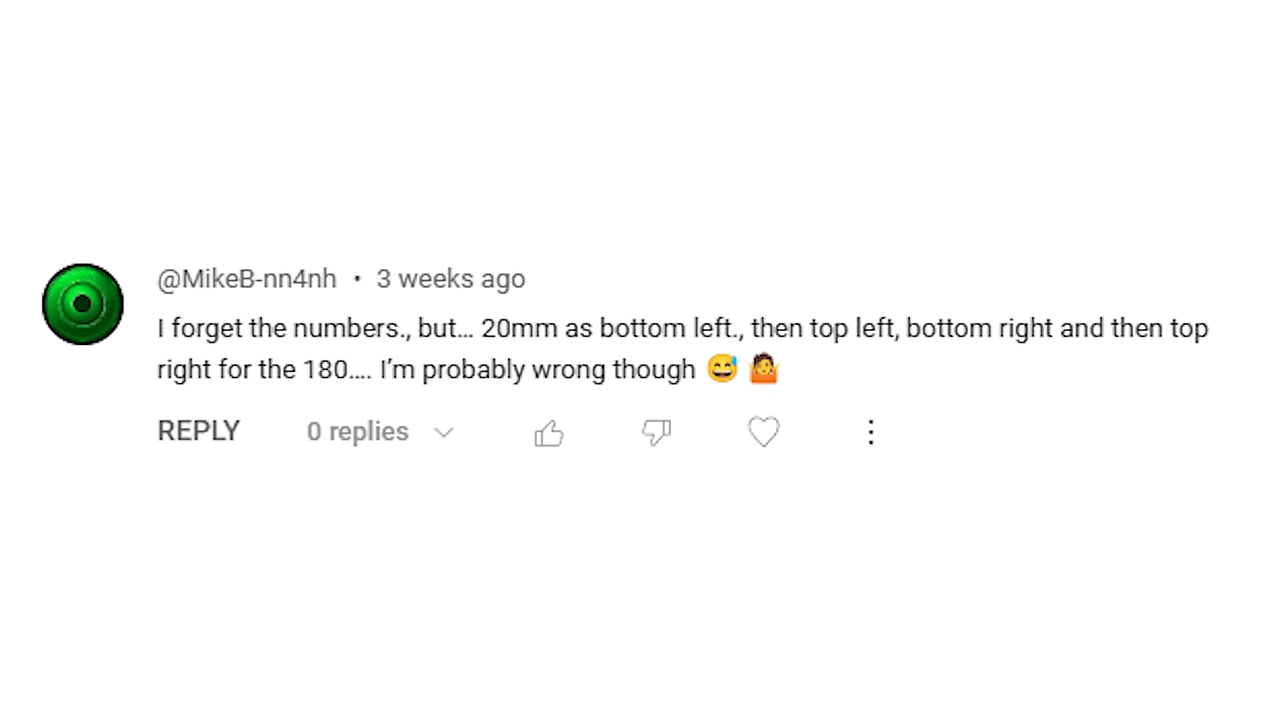 @MikeB-nn4nh • 3 weeks ago
I forget the numbers., but... 20mm as bottom left., then top left, bottom right and then top
right for the 180.... I’m probably wrong though 😅 🤷
REPLY 0 replies